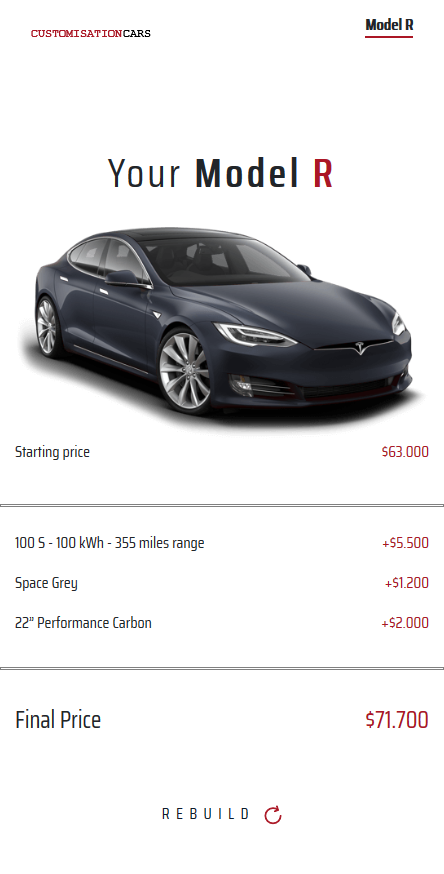 CUSTOMISATIONCARS
Model R
Your Model R
Starting price $63.000
100 S - 100 kWh - 355 miles range +$5.500
Space Grey +$1.200
22” Performance Carbon +$2.000
Final Price $71.700
REBUILD